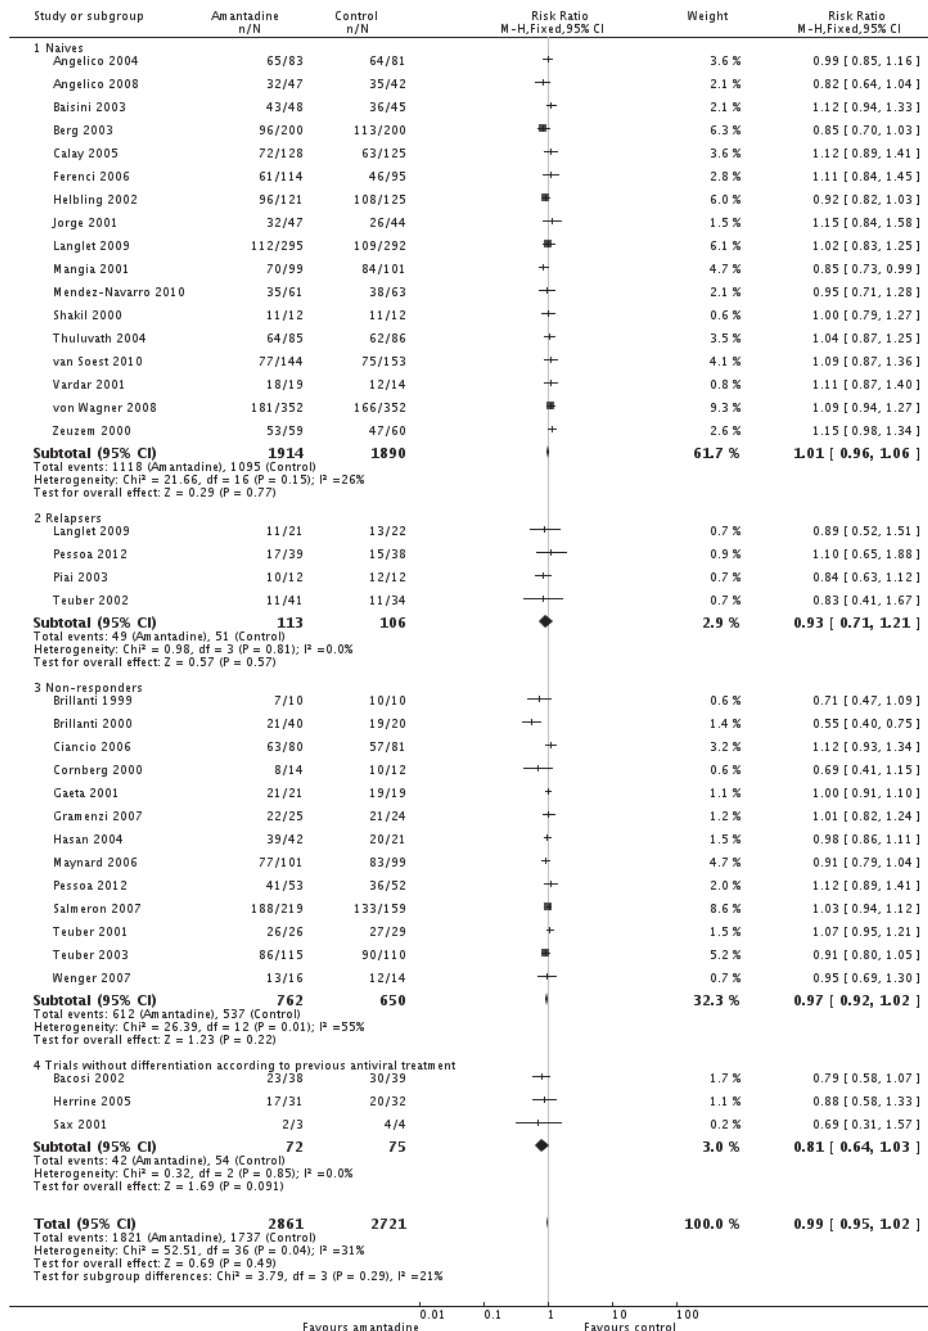 Study or subgroup Amantadine Control Risk Ratio Weight Risk Ratio
n/N n/N M-H,Fixed,95% CI M-H,Fixed,95% CI
1 Naives
Angelico 2004 65/83 64/81 3.6 % 0.99 [ 0.85, 1.16 ]
Angelico 2008 32/47 35/42 2.1 % 0.82 [ 0.64, 1.04 ]
Baisini 2003 43/48 36/45 2.1 % 1.12 [ 0.94, 1.33 ]
Berg 2003 96/200 113/200 6.3 % 0.85 [ 0.70, 1.03 ]
Calay 2005 72/128 63/125 3.6 % 1.12 [ 0.89, 1.41 ]
Ferenci 2006 61/114 46/95 2.8 % 1.11 [ 0.84, 1.45 ]
Helbling 2002 96/121 108/125 6.0 % 0.92 [ 0.82, 1.03 ]
Jorge 2001 32/47 26/44 1.5 % 1.15 [ 0.84, 1.58 ]
Langlet 2009 112/295 109/292 6.1 % 1.02 [ 0.83, 1.25 ]
Mangia 2001 70/99 84/101 4.7 % 0.85 [ 0.73, 0.99 ]
Mendez-Navarro 2010 35/61 38/63 2.1 % 0.95 [ 0.71, 1.28 ]
Shakil 2000 11/12 11/12 0.6 % 1.00 [ 0.79, 1.27 ]
Thuluvath 2004 64/85 62/86 3.5 % 1.04 [ 0.87, 1.25 ]
van Soest 2010 77/144 75/153 4.1 % 1.09 [ 0.87, 1.36 ]
Vardar 2001 18/19 12/14 0.8 % 1.11 [ 0.87, 1.40 ]
von Wagner 2008 181/352 166/352 9.3 % 1.09 [ 0.94, 1.27 ]
Zeuzem 2000 53/59 47/60 2.6 % 1.15 [ 0.98, 1.34 ]
Subtotal (95% CI) 1914 1890 61.7 % 1.01 [ 0.96, 1.06 ]
Total events: 1118 (Amantadine), 1095 (Control)
Heterogeneity: Chi² = 21.66, df = 16 (P = 0.15); I² =26%
Test for overall effect: Z = 0.29 (P = 0.77)
2 Relapsers
Langlet 2009 11/21 13/22 0.7 % 0.89 [ 0.52, 1.51 ]
Pessoa 2012 17/39 15/38 0.9 % 1.10 [ 0.65, 1.88 ]
Piai 2003 10/12 12/12 0.7 % 0.84 [ 0.63, 1.12 ]
Teuber 2002 11/41 11/34 0.7 % 0.83 [ 0.41, 1.67 ]
Subtotal (95% CI) 113 106 2.9 % 0.93 [ 0.71, 1.21 ]
Total events: 49 (Amantadine), 51 (Control)
Heterogeneity: Chi² = 0.98, df = 3 (P = 0.81); I² =0.0%
Test for overall effect: Z = 0.57 (P = 0.57)
3 Non-responders
Brillanti 1999 7/10 10/10 0.6 % 0.71 [ 0.47, 1.09 ]
Brillanti 2000 21/40 19/20 1.4 % 0.55 [ 0.40, 0.75 ]
Ciancio 2006 63/80 57/81 3.2 % 1.12 [ 0.93, 1.34 ]
Cornberg 2000 8/14 10/12 0.6 % 0.69 [ 0.41, 1.15 ]
Gaeta 2001 21/21 19/19 1.1 % 1.00 [ 0.91, 1.10 ]
Gramenzi 2007 22/25 21/24 1.2 % 1.01 [ 0.82, 1.24 ]
Hasan 2004 39/42 20/21 1.5 % 0.98 [ 0.86, 1.11 ]
Maynard 2006 77/101 83/99 4.7 % 0.91 [ 0.79, 1.04 ]
Pessoa 2012 41/53 36/52 2.0 % 1.12 [ 0.89, 1.41 ]
Salmeron 2007 188/219 133/159 8.6 % 1.03 [ 0.94, 1.12 ]
Teuber 2001 26/26 27/29 1.5 % 1.07 [ 0.95, 1.21 ]
Teuber 2003 86/115 90/110 5.2 % 0.91 [ 0.80, 1.05 ]
Wenger 2007 13/16 12/14 0.7 % 0.95 [ 0.69, 1.30 ]
Subtotal (95% CI) 762 650 32.3 % 0.97 [ 0.92, 1.02 ]
Total events: 612 (Amantadine), 537 (Control)
Heterogeneity: Chi² = 26.39, df = 12 (P = 0.01); I² =55%
Test for overall effect: Z = 1.23 (P = 0.22)
4 Trials without differentiation according to previous antiviral treatment
Bacosi 2002 23/38 30/39 1.7 % 0.79 [ 0.58, 1.07 ]
Herrine 2005 17/31 20/32 1.1 % 0.88 [ 0.58, 1.33 ]
Sax 2001 2/3 4/4 0.2 % 0.69 [ 0.31, 1.57 ]
Subtotal (95% CI) 72 75 3.0 % 0.81 [ 0.64, 1.03 ]
Total events: 42 (Amantadine), 54 (Control)
Heterogeneity: Chi² = 0.32, df = 2 (P = 0.85); I² =0.0%
Test for overall effect: Z = 1.69 (P = 0.091)
Total (95% CI) 2861 2721 100.0 % 0.99 [ 0.95, 1.02 ]
Total events: 1821 (Amantadine), 1737 (Control)
Heterogeneity: Chi² = 52.51, df = 36 (P = 0.04); I² =31%
Test for overall effect: Z = 0.69 (P = 0.49)
Test for subgroup differences: Chi² = 3.79, df = 3 (P = 0.29), I² =21%
0.01 0.1 1 10 100
Favours amantadine Favours control